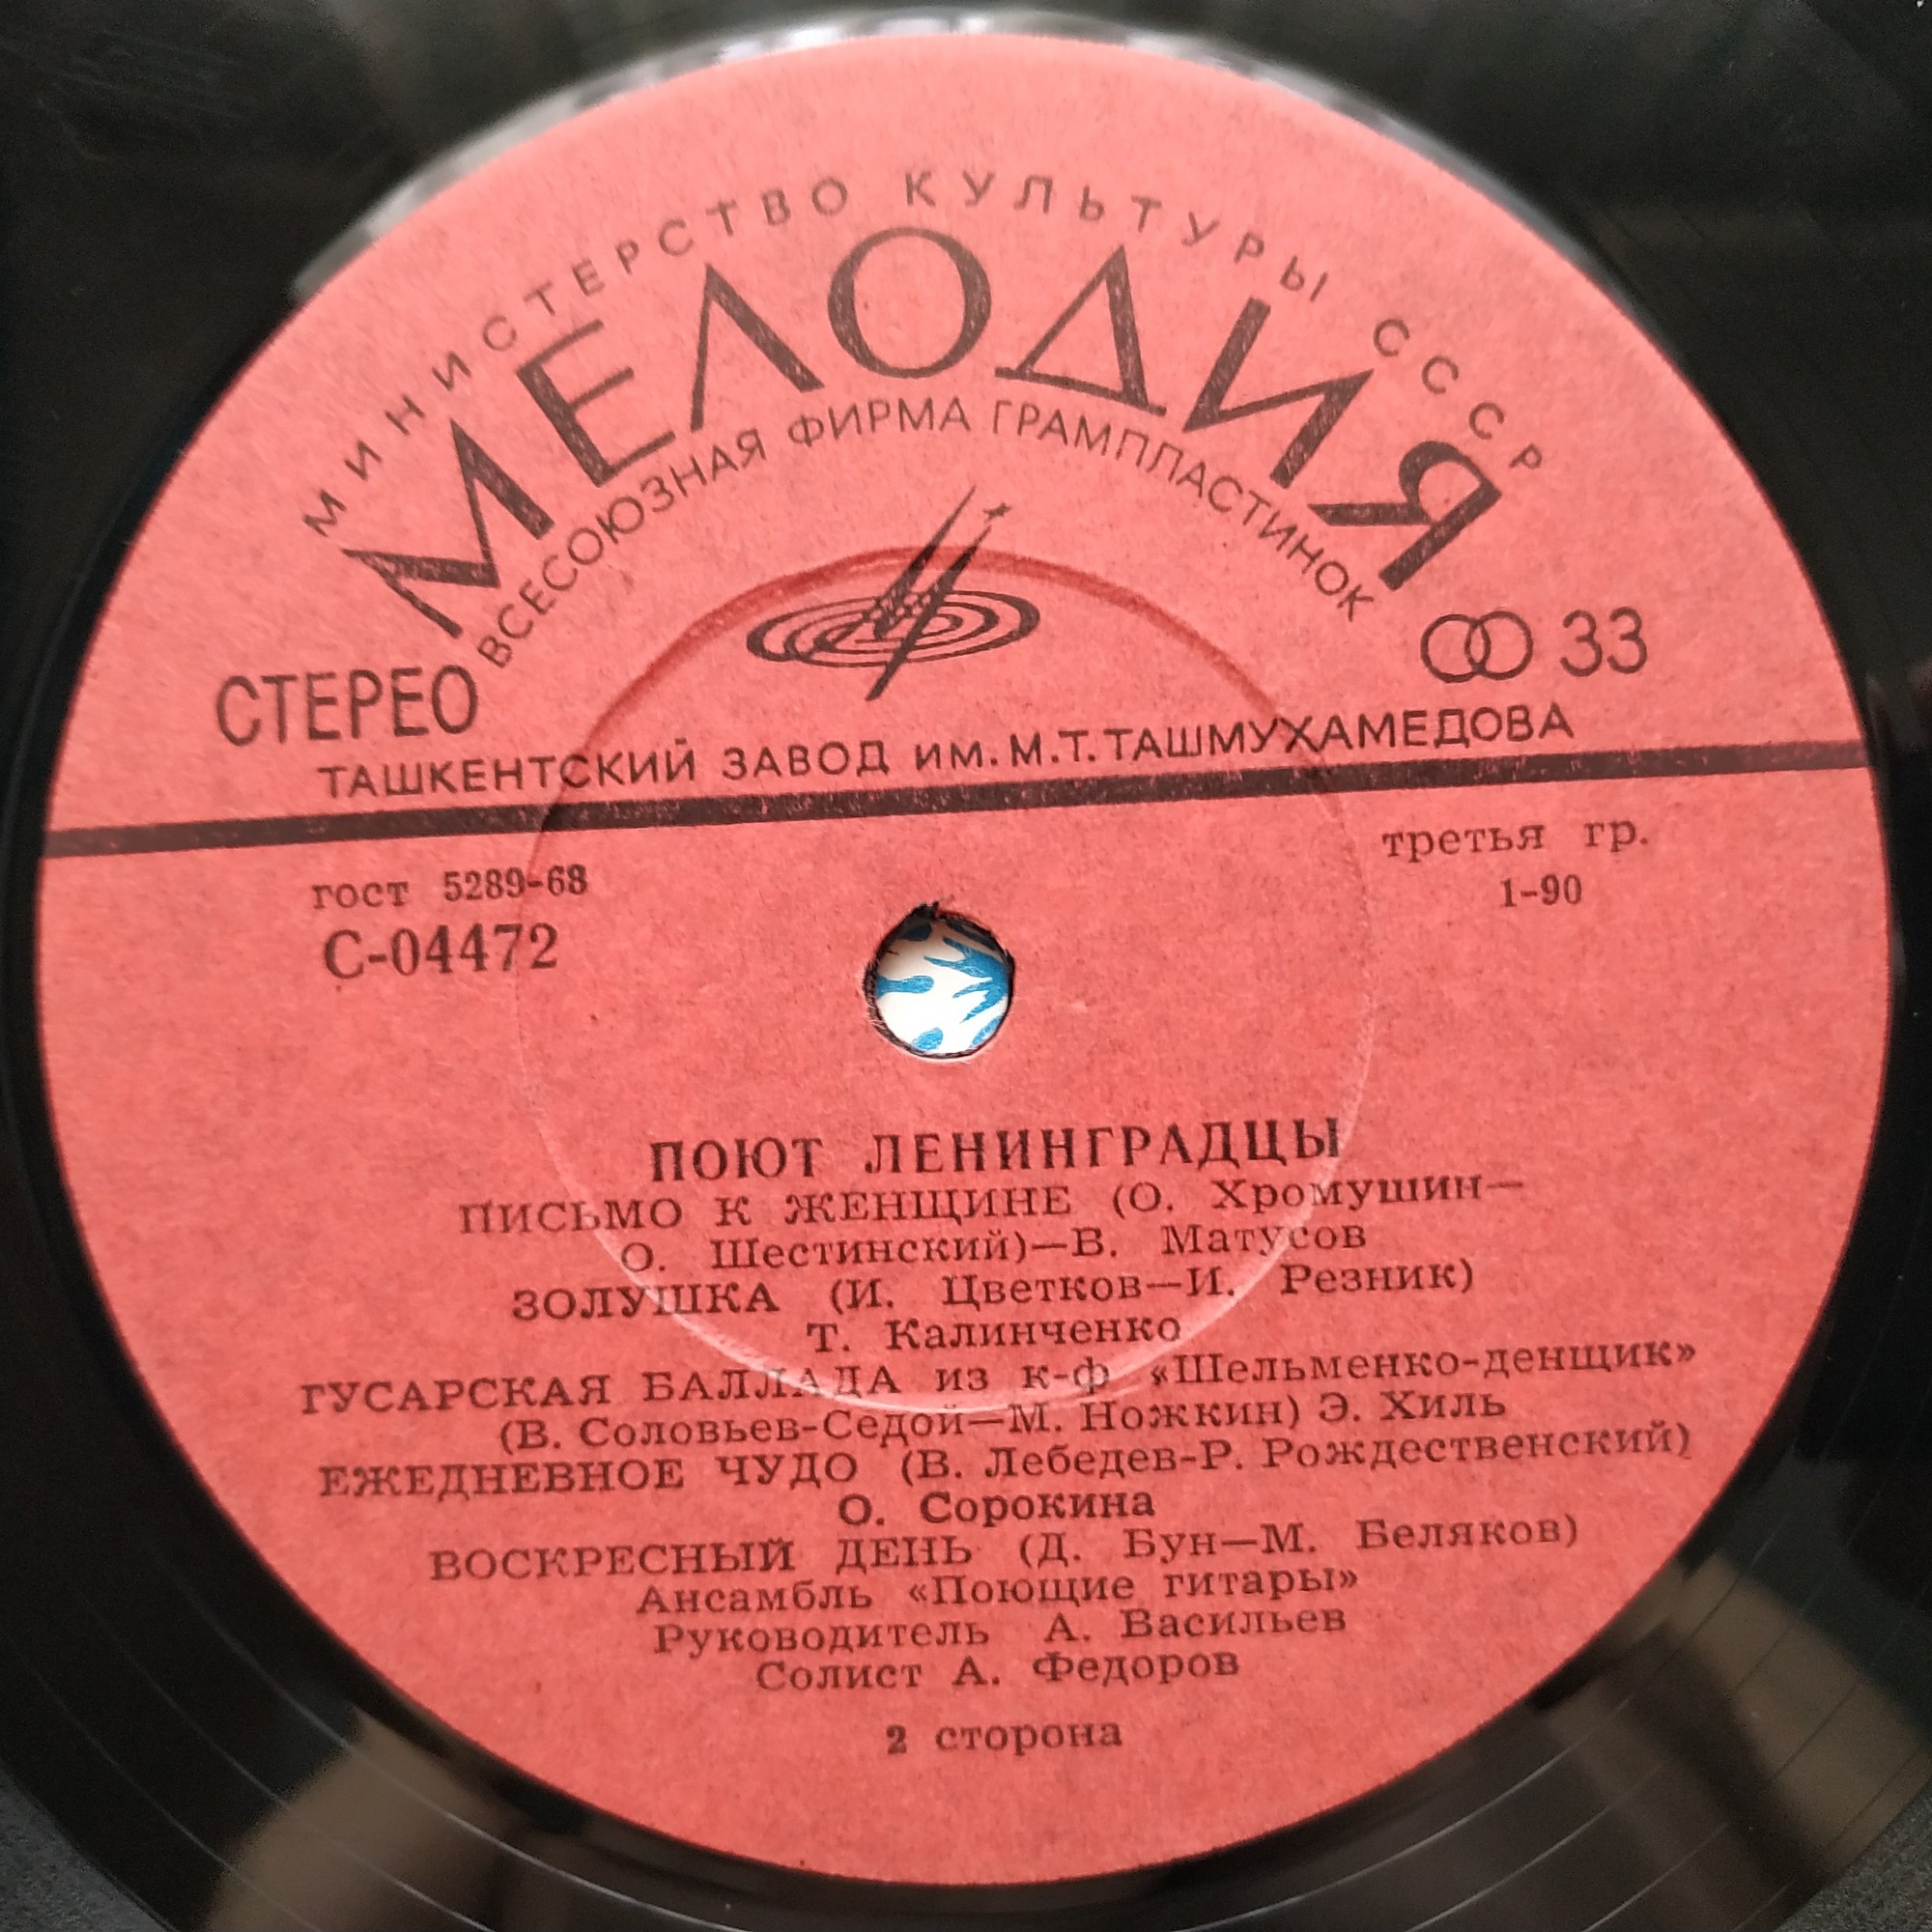 МИНИСТЕРСТВО КУЛЬТУРЫ СССР
МЕЛОДИЯ
ВСЕСОЮЗНАЯ ФИРМА ГРАМПЛАСТИНОК
СТЕРЕО
33
ТАШКЕНТСКИЙ ЗАВОД ИМ. М.Т. ТАШМУХАМЕДОВА
гост 5289-68
третья гр.
С-04472
1-90
ПОЮТ ЛЕНИНГРАДЦЫ
ПИСЬМО К ЖЕНЩИНЕ (О. Хромушин—
О. Шестинский)—В. Матусов
ЗОЛУШКА (И. Цветков—И. Резник)
Т. Калинченко
ГУСАРСКАЯ БАЛЛАДА из к-ф «Шельменко-денщик»
(В. Соловьев-Седой—М. Ножкин) Э. Хиль
ЕЖЕДНЕВНОЕ ЧУДО (В. Лебедев-Р. Рождественский)
О. Сорокина
ВОСКРЕСНЫЙ ДЕНЬ (Д. Бун—М. Беляков)
Ансамбль «Поющие гитары»
Руководитель А. Васильев
Солист А. Федоров
2 сторона